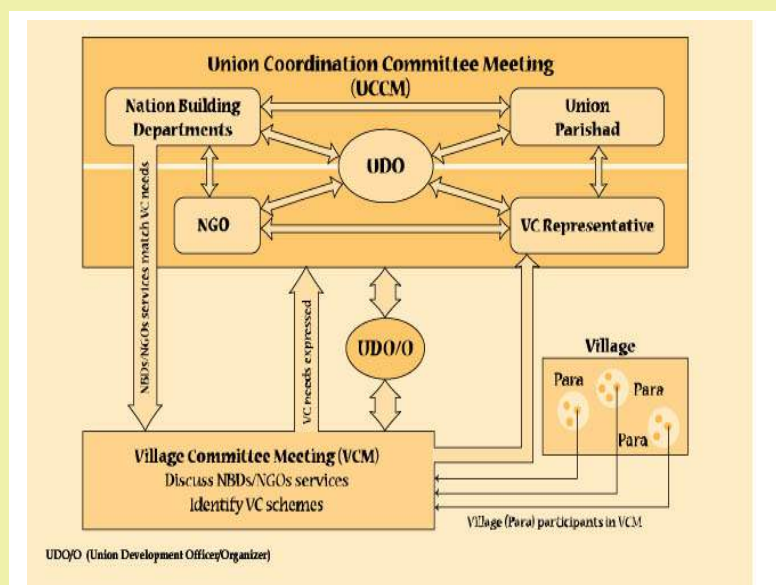 Union Coordination Committee Meeting
(UCCM)
Nation Building
Departments
Union
Parishad
UDO
NGO
VC Representative
NBDs/NGOs services match VC needs
VC needs expressed
UDO/O
Village
Para
Para
Para
Village Committee Meeting (VCM)
Discuss NBDs/NGOs services
Identify VC schemes
Village (Para) participants in VCM
UDO/O (Union Development Officer/Organizer)